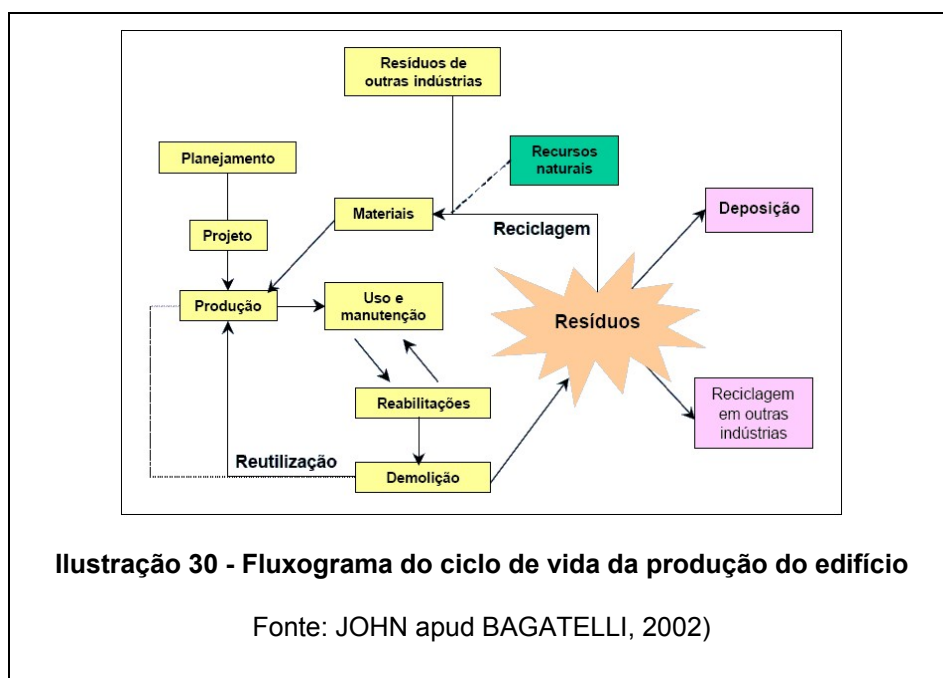 Resíduos de
outras indústrias
Planejamento
Recursos
naturais
Materiais
Deposição
Projeto
Reciclagem
Produção
Uso e
manutenção
Resíduos
Reabilitações
Reciclagem
em outras
indústrias
Reutilização
Demolição
Ilustração 30 - Fluxograma do ciclo de vida da produção do edifício
Fonte: JOHN apud BAGATELLI, 2002)